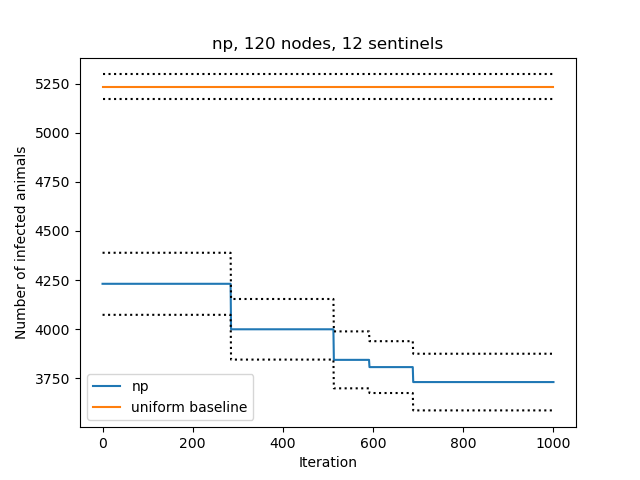 np, 120 nodes, 12 sentinels
Number of infected animals
5250
5000
4750
4500
4250
4000
3750
np
uniform baseline
0 200 400 600 800 1000
Iteration